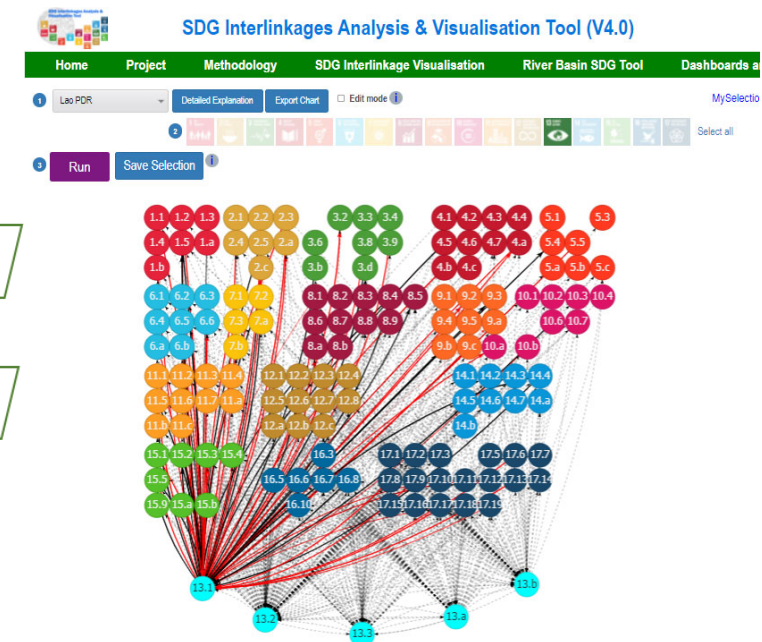 SDG Interlinkages Analysis & Visualisation Tool (V4.0)
Home Project Methodology SDG Interlinkage Visualisation River Basin SDG Tool Dashboards a
1 Lao PDR Detailed Explanation Export Chart Edit mode i MySelectio
2 Select all
3 Run Save Selection i
1.1 1.2 1.3 2.1 2.2 2.3 3.2 3.3 3.4 4.1 4.2 4.3 4.4 5.1 5.3
1.4 1.5 1.a 2.4 2.5 2.a 3.6 3.8 3.9 4.5 4.6 4.7 4.a 5.4 5.5
1.b 2.c 3.b 3.d 4.b 4.c 5.a 5.b 5.c
6.1 6.2 6.3 7.1 7.2 8.1 8.2 8.3 8.4 8.5 9.1 9.2 9.3 10.1 10.2 10.3 10.4
6.4 6.5 6.6 7.3 7.a 8.6 8.7 8.8 8.9 9.4 9.5 9.a 10.6 10.7
6.a 6.b 7.b 8.a 8.b 9.b 9.c 10.a 10.b
11.1 11.2 11.3 11.4 12.1 12.2 12.3 12.4 14.1 14.2 14.3 14.4
11.5 11.6 11.7 11.a 12.5 12.6 12.7 12.8 14.5 14.6 14.7 14.a
11.b 11.c 12.a 12.b 12.c 14.b
15.1 15.2 15.3 15.4 16.3 17.1 17.2 17.3 17.5 17.6 17.7
15.5 16.5 16.6 16.7 16.8 17.8 17.9 17.10 17.11 17.12 17.13 17.14
15.9 15.a 15.b 16.10 17.15 17.16 17.17 17.18 17.19
13.1 13.b
13.2 13.a
13.3